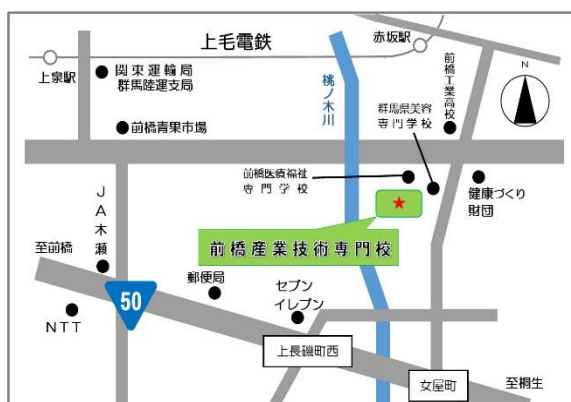 上毛電鉄
赤坂駅
上泉駅
関東運輸局
群馬陸運支局
前橋青果市場
桃ノ木川
前橋工業高校
N
群馬県美容
専門学校
前橋医療福祉
専門学校
健康づくり
財団
JA木瀬
前橋産業技術専門校
至前橋
50
郵便局
セブン
イレブン
NTT
上長磯町西
女屋町
至桐生